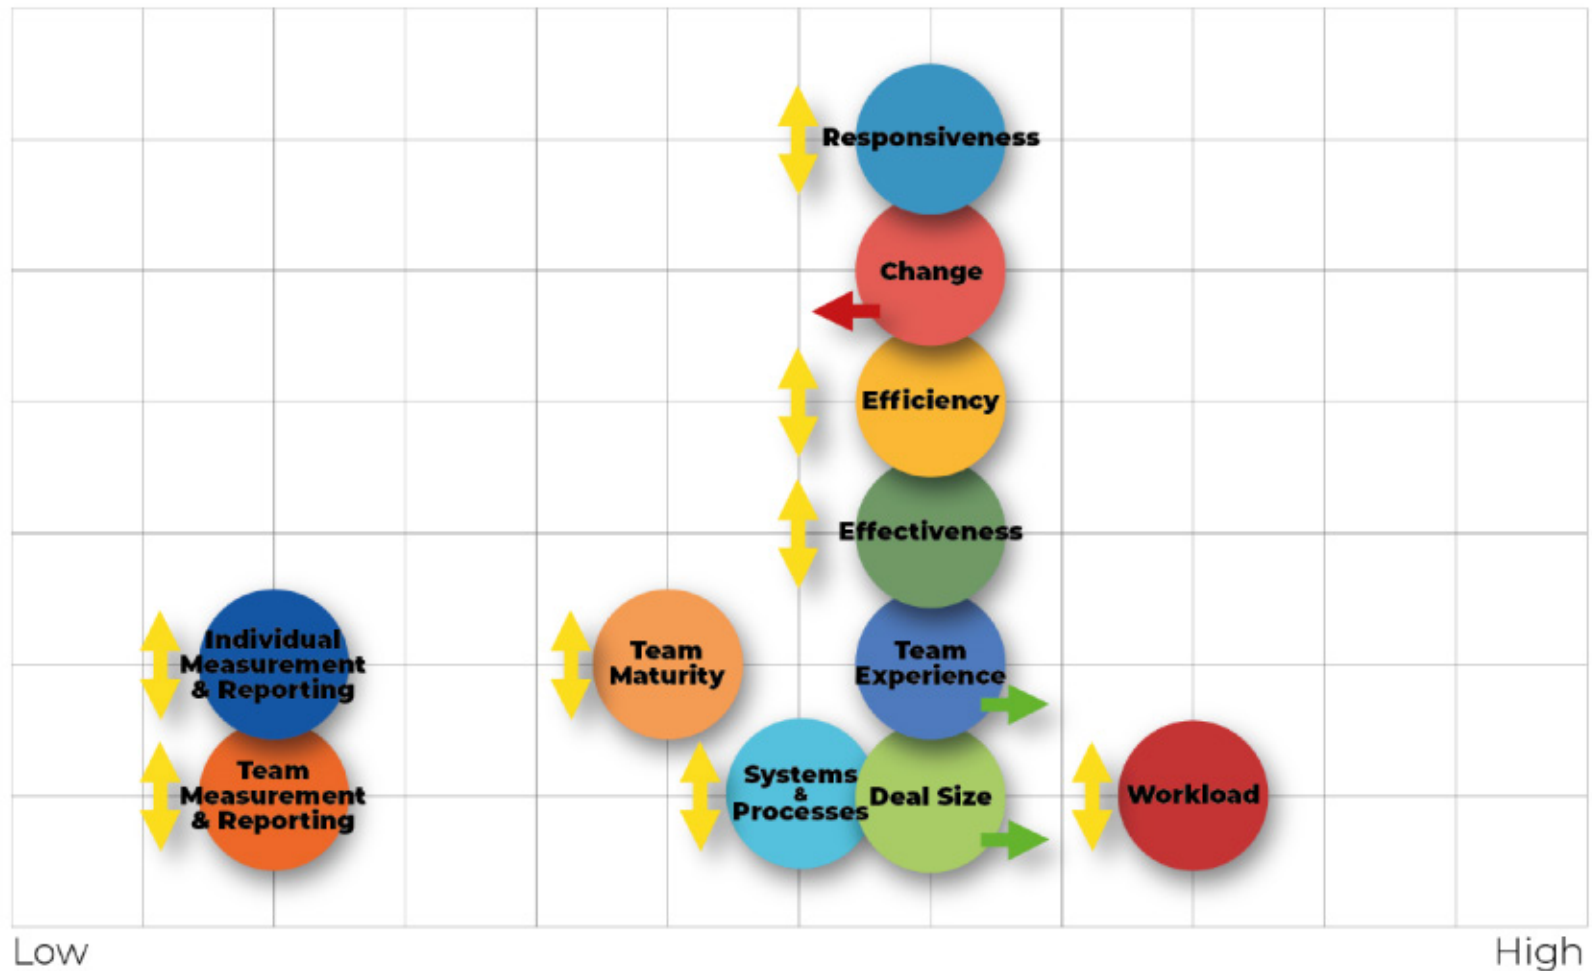 Responsiveness
Change
Efficiency
Effectiveness
Individual
Measurement
& Reporting
Team
Maturity
Team
Experience
Team
Measurement
& Reporting
Systems
&
Processes
Deal Size
Workload
Low
High